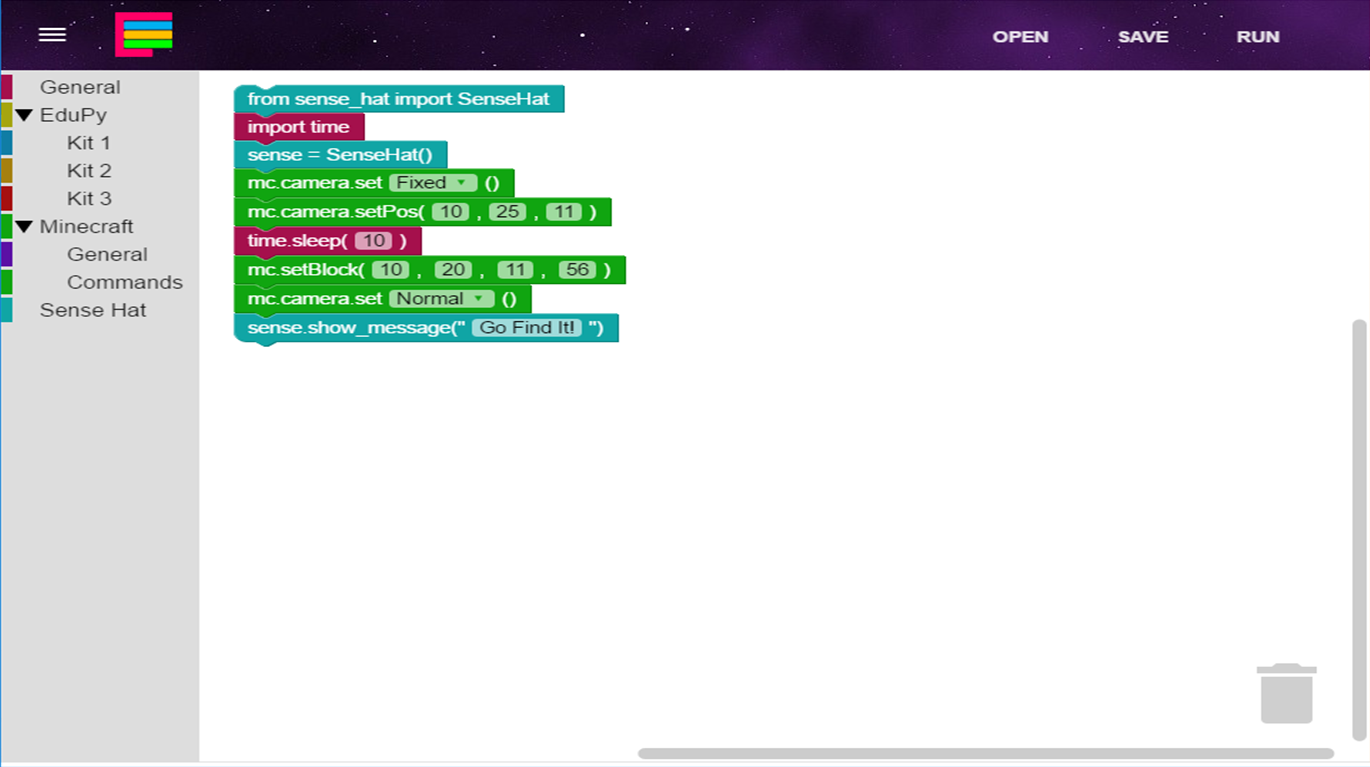 OPEN SAVE RUN
General
EduPy
Kit 1
Kit 2
Kit 3
Minecraft
General
Commands
Sense Hat
from sense_hat import SenseHat
import time
sense = SenseHat()
mc.camera.set Fixed ()
mc.camera.setPos( 10 , 25 , 11 )
time.sleep( 10 )
mc.setBlock( 10 , 20 , 11 , 56 )
mc.camera.set Normal ()
sense.show_message(" Go Find It! ")